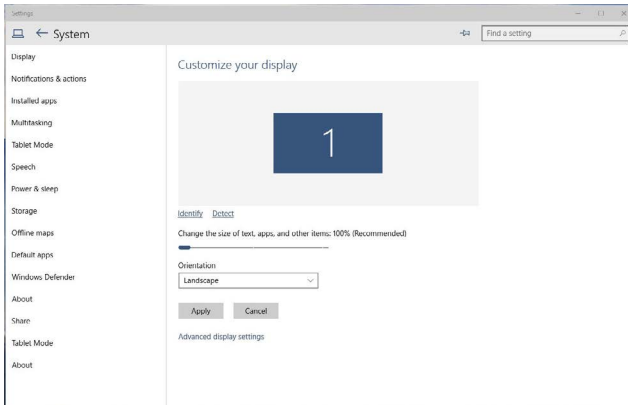 Settings
System
Find a setting
Display
Notifications & actions
Installed apps
Multitasking
Tablet Mode
Speech
Power & sleep
Storage
Offline maps
Default apps
Windows Defender
About
Share
Tablet Mode
About
Customize your display
1
Identify Detect
Change the size of text, apps, and other items: 100% (Recommended)
Orientation
Landscape
Apply Cancel
Advanced display settings